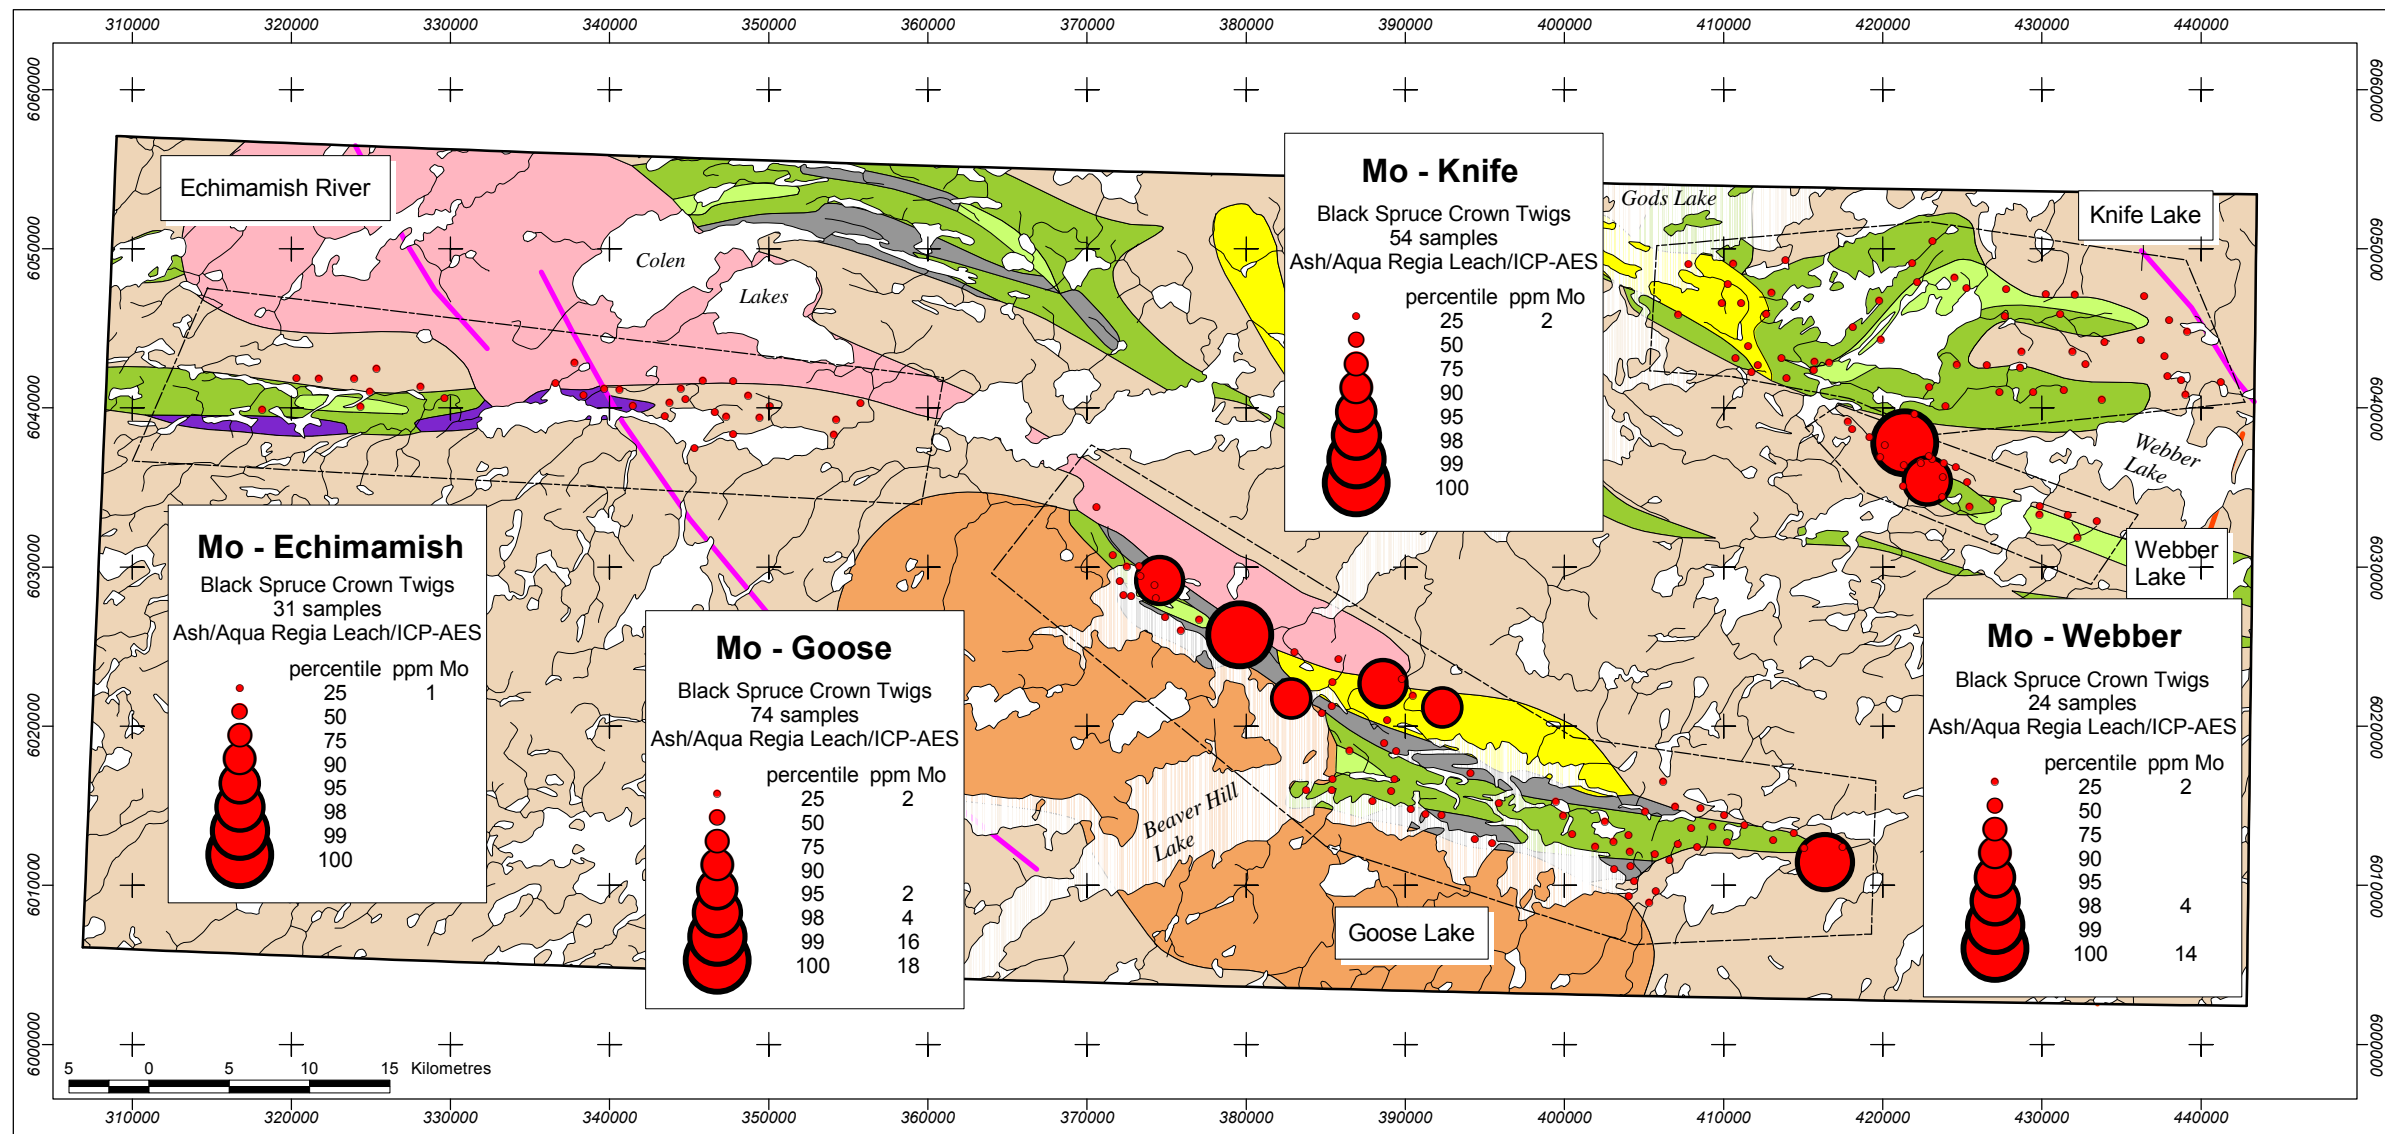 310000 320000 330000 340000 350000 360000 370000 380000 390000 400000 410000 420000 430000 440000
6060000 6060000
6050000 6050000
6040000 6040000
6030000 6030000
6020000 6020000
6010000 6010000
6000000 6000000
Echimamish River
Colen
Lakes
Gods Lake
Knife Lake
Webber
Lake
Webber
Lake
Beaver Hill
Lake
Goose Lake
Mo - Knife
Black Spruce Crown Twigs
54 samples
Ash/Aqua Regia Leach/ICP-AES
percentile ppm Mo
25 2
50
75
90
95
98
99
100
Mo - Echimamish
Black Spruce Crown Twigs
31 samples
Ash/Aqua Regia Leach/ICP-AES
percentile ppm Mo
25 1
50
75
90
95
98
99
100
Mo - Goose
Black Spruce Crown Twigs
74 samples
Ash/Aqua Regia Leach/ICP-AES
percentile ppm Mo
25 2
50
75
90
95 2
98 4
99 16
100 18
Mo - Webber
Black Spruce Crown Twigs
24 samples
Ash/Aqua Regia Leach/ICP-AES
percentile ppm Mo
25 2
50
75
90
95
98 4
99
100 14
5 0 5 10 15 Kilometres
310000 320000 330000 340000 350000 360000 370000 380000 390000 400000 410000 420000 430000 440000